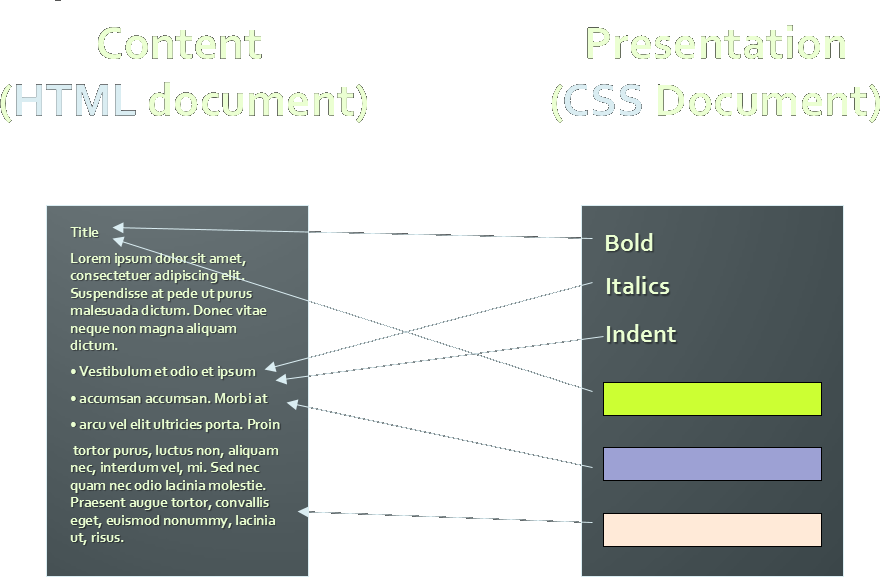 Content
(HTML document)
Presentation
(CSS Document)
Title
Lorem ipsum dolor sit amet,
consectetuer adipiscing elit.
Suspendisse at pede ut purus
malesuada dictum. Donec vitae
neque non magna aliquam
dictum.
• Vestibulum et odio et ipsum
• accumsan accumsan. Morbi at
• arcu vel elit ultricies porta. Proin
tortor purus, luctus non, aliquam
nec, interdum vel, mi. Sed nec
quam nec odio lacinia molestie.
Praesent augue tortor, convallis
eget, euismod nonummy, lacinia
ut, risus.
Bold
Italics
Indent